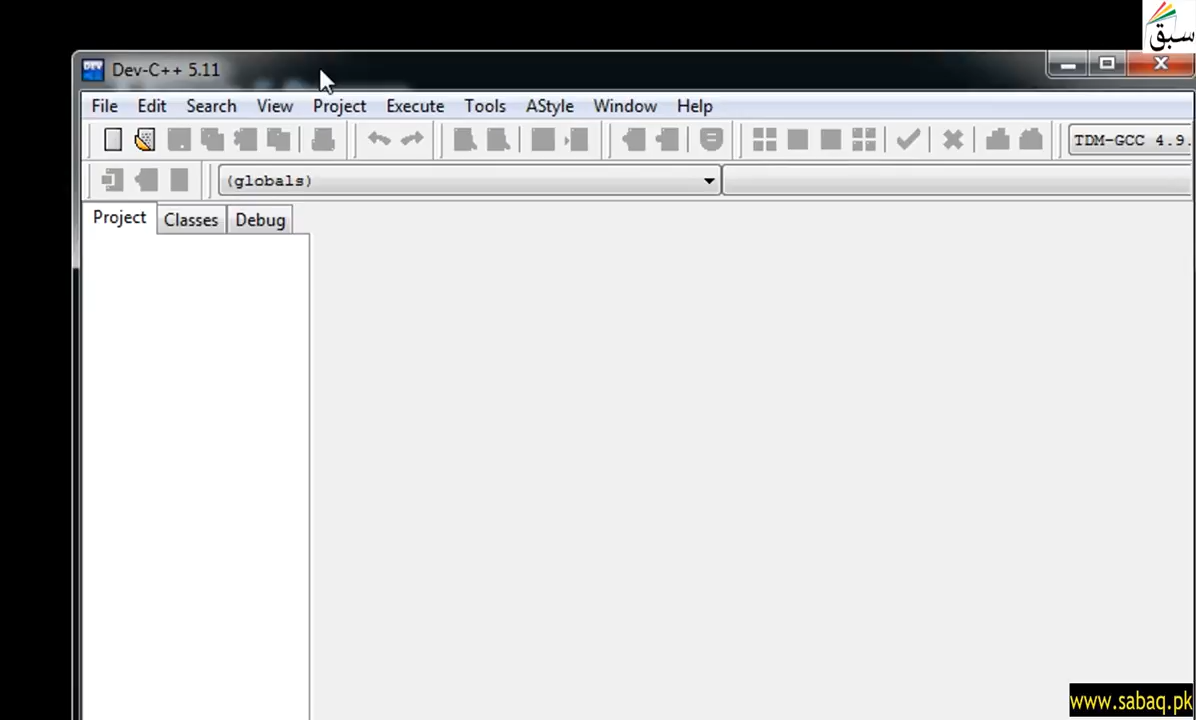 سبق
DEV
Dev-C++ 5.11
File Edit Search View Project Execute Tools AStyle Window Help
TDM-GCC 4.9.
(globals)
Project Classes Debug
www.sabaq.pk